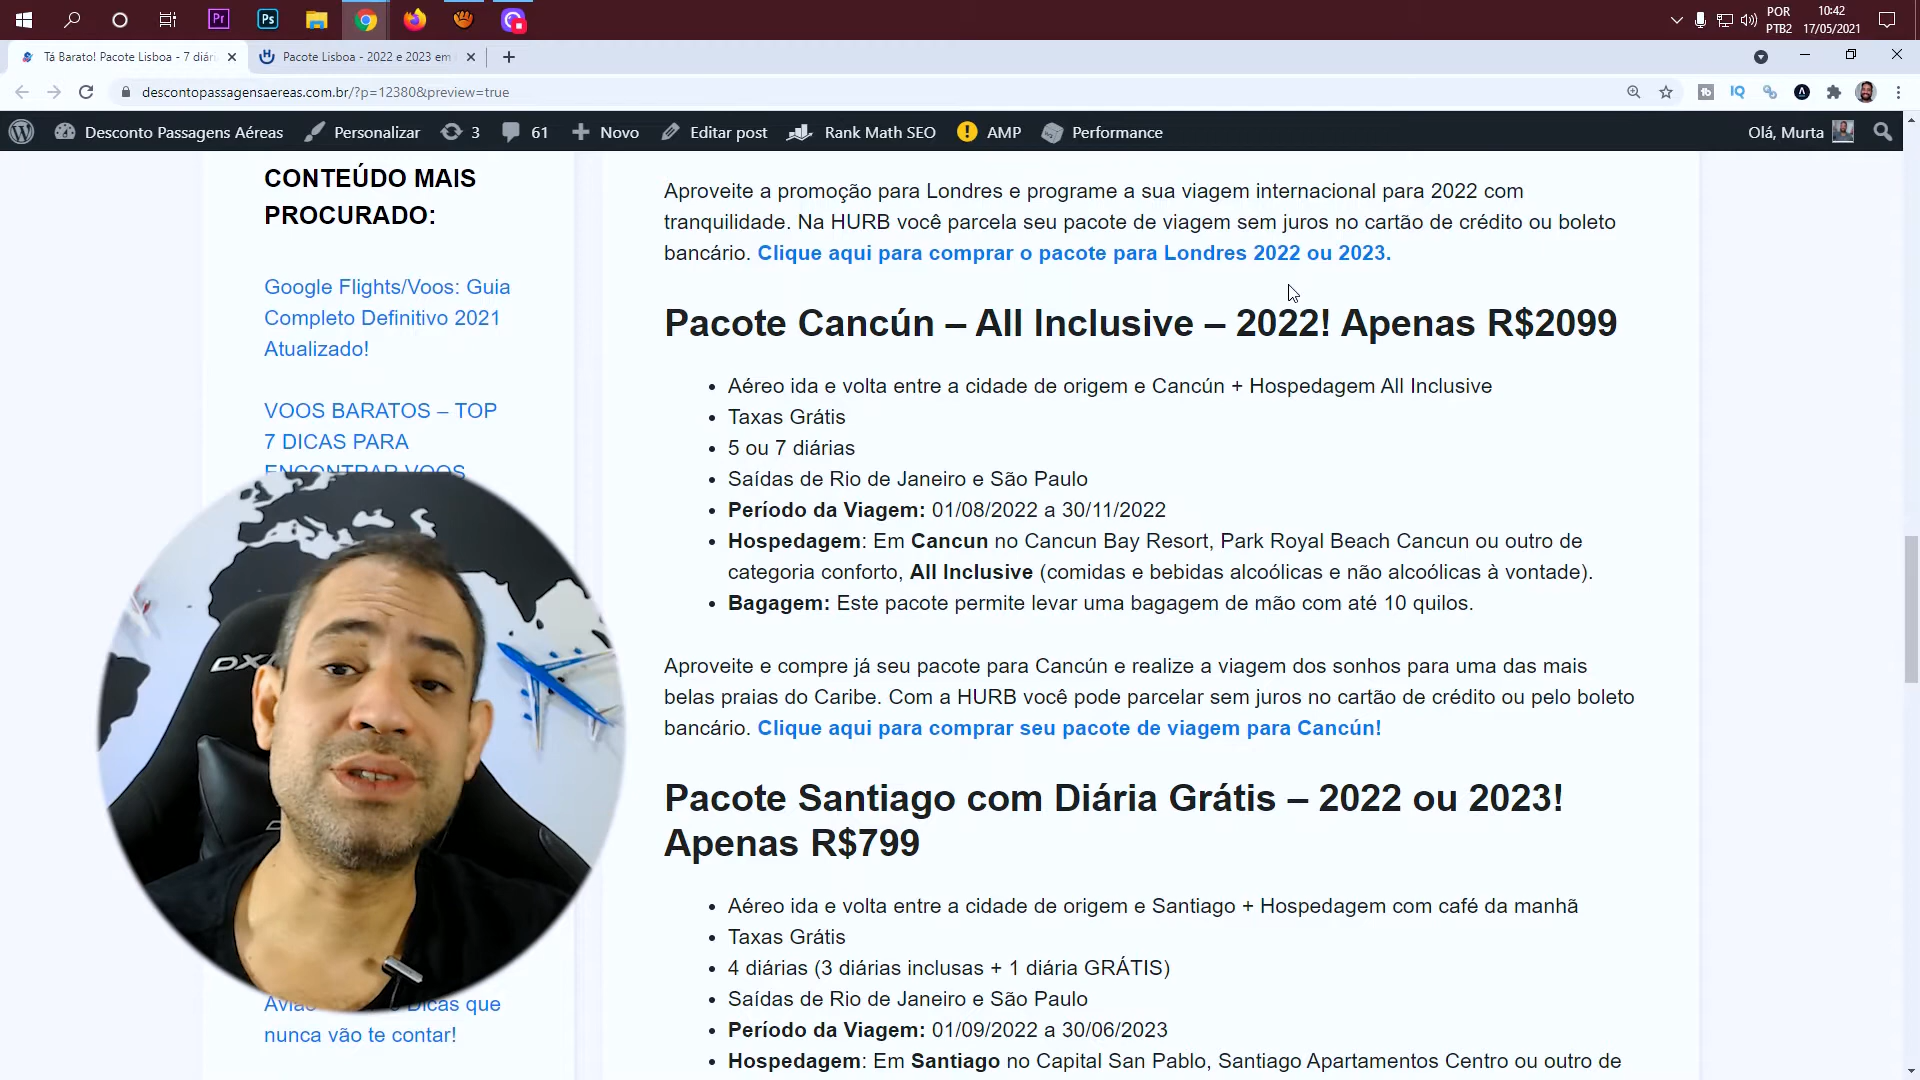 POR
PTB2
10:42
17/05/2021
Tá Barato! Pacote Lisboa - 7 diári
Pacote Lisboa - 2022 e 2023 em
descontopassagensaereas.com.br/?p=12380&preview=true
Desconto Passagens Aéreas
Personalizar
3
61
Novo
Editar post
Rank Math SEO
AMP
Performance
Olá, Murta
CONTEÚDO MAIS
PROCURADO:
Google Flights/Voos: Guia
Completo Definitivo 2021
Atualizado!
VOOS BARATOS – TOP
7 DICAS PARA
ENCONTRAR VOOS
Dicas que
nunca vão te contar!
Aproveite a promoção para Londres e programe a sua viagem internacional para 2022 com
tranquilidade. Na HURB você parcela seu pacote de viagem sem juros no cartão de crédito ou boleto
bancário. Clique aqui para comprar o pacote para Londres 2022 ou 2023.
Pacote Cancún – All Inclusive – 2022! Apenas R$2099
• Aéreo ida e volta entre a cidade de origem e Cancún + Hospedagem All Inclusive
• Taxas Grátis
• 5 ou 7 diárias
• Saídas de Rio de Janeiro e São Paulo
• Período da Viagem: 01/08/2022 a 30/11/2022
• Hospedagem: Em Cancun no Cancun Bay Resort, Park Royal Beach Cancun ou outro de
categoria conforto, All Inclusive (comidas e bebidas alcoólicas e não alcoólicas à vontade).
• Bagagem: Este pacote permite levar uma bagagem de mão com até 10 quilos.
Aproveite e compre já seu pacote para Cancún e realize a viagem dos sonhos para uma das mais
belas praias do Caribe. Com a HURB você pode parcelar sem juros no cartão de crédito ou pelo boleto
bancário. Clique aqui para comprar seu pacote de viagem para Cancún!
Pacote Santiago com Diária Grátis – 2022 ou 2023!
Apenas R$799
• Aéreo ida e volta entre a cidade de origem e Santiago + Hospedagem com café da manhã
• Taxas Grátis
• 4 diárias (3 diárias inclusas + 1 diária GRÁTIS)
• Saídas de Rio de Janeiro e São Paulo
• Período da Viagem: 01/09/2022 a 30/06/2023
• Hospedagem: Em Santiago no Capital San Pablo, Santiago Apartamentos Centro ou outro de